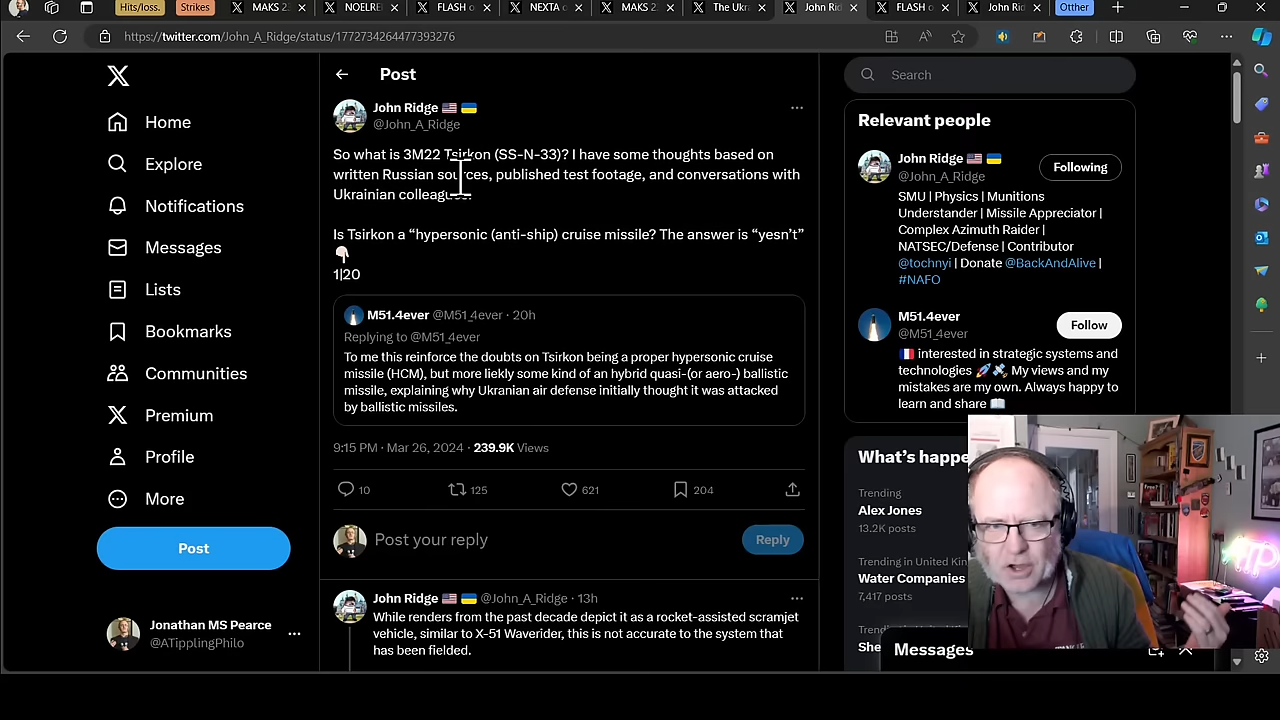 Hits/loss.
Strikes
MAKS 2
NOELRE
FLASH o
NEXTA o
MAKS 2
The Ukr
John Rid
FLASH o
John Rid
Otther
https://twitter.com/John_A_Ridge/status/1772734264477393276
Home
Explore
Notifications
Messages
Lists
Bookmarks
Communities
Premium
Profile
More
Post
Jonathan MS Pearce
@ATipplingPhilo
Post
John Ridge
@John_A_Ridge
So what is 3M22 Tsirkon (SS-N-33)? I have some thoughts based on
written Russian sources, published test footage, and conversations with
Ukrainian colleagues.
Is Tsirkon a “hypersonic (anti-ship) cruise missile? The answer is “yesn’t”
1|20
M51.4ever @M51_4ever · 20h
Replying to @M51_4ever
To me this reinforce the doubts on Tsirkon being a proper hypersonic cruise
missile (HCM), but more liekly some kind of an hybrid quasi-(or aero-) ballistic
missile, explaining why Ukranian air defense initially thought it was attacked
by ballistic missiles.
9:15 PM · Mar 26, 2024 · 239.9K Views
10
125
621
204
Post your reply
Reply
John Ridge @John_A_Ridge · 13h
While renders from the past decade depict it as a rocket-assisted scramjet
vehicle, similar to X-51 Waverider, this is not accurate to the system that
has been fielded.
Search
Relevant people
John Ridge
@John_A_Ridge
Following
SMU | Physics | Munitions
Understander | Missile Appreciator |
Complex Azimuth Raider |
NATSEC/Defense | Contributor
@tochnyi | Donate @BackAndAlive |
#NAFO
M51.4ever
@M51_4ever
Follow
interested in strategic systems and
technologies My views and my
mistakes are my own. Always happy to
learn and share
What’s happe
Trending
Alex Jones
13.2K posts
Trending in United Kin
Water Companies
7,417 posts
Trendin
She
Messages